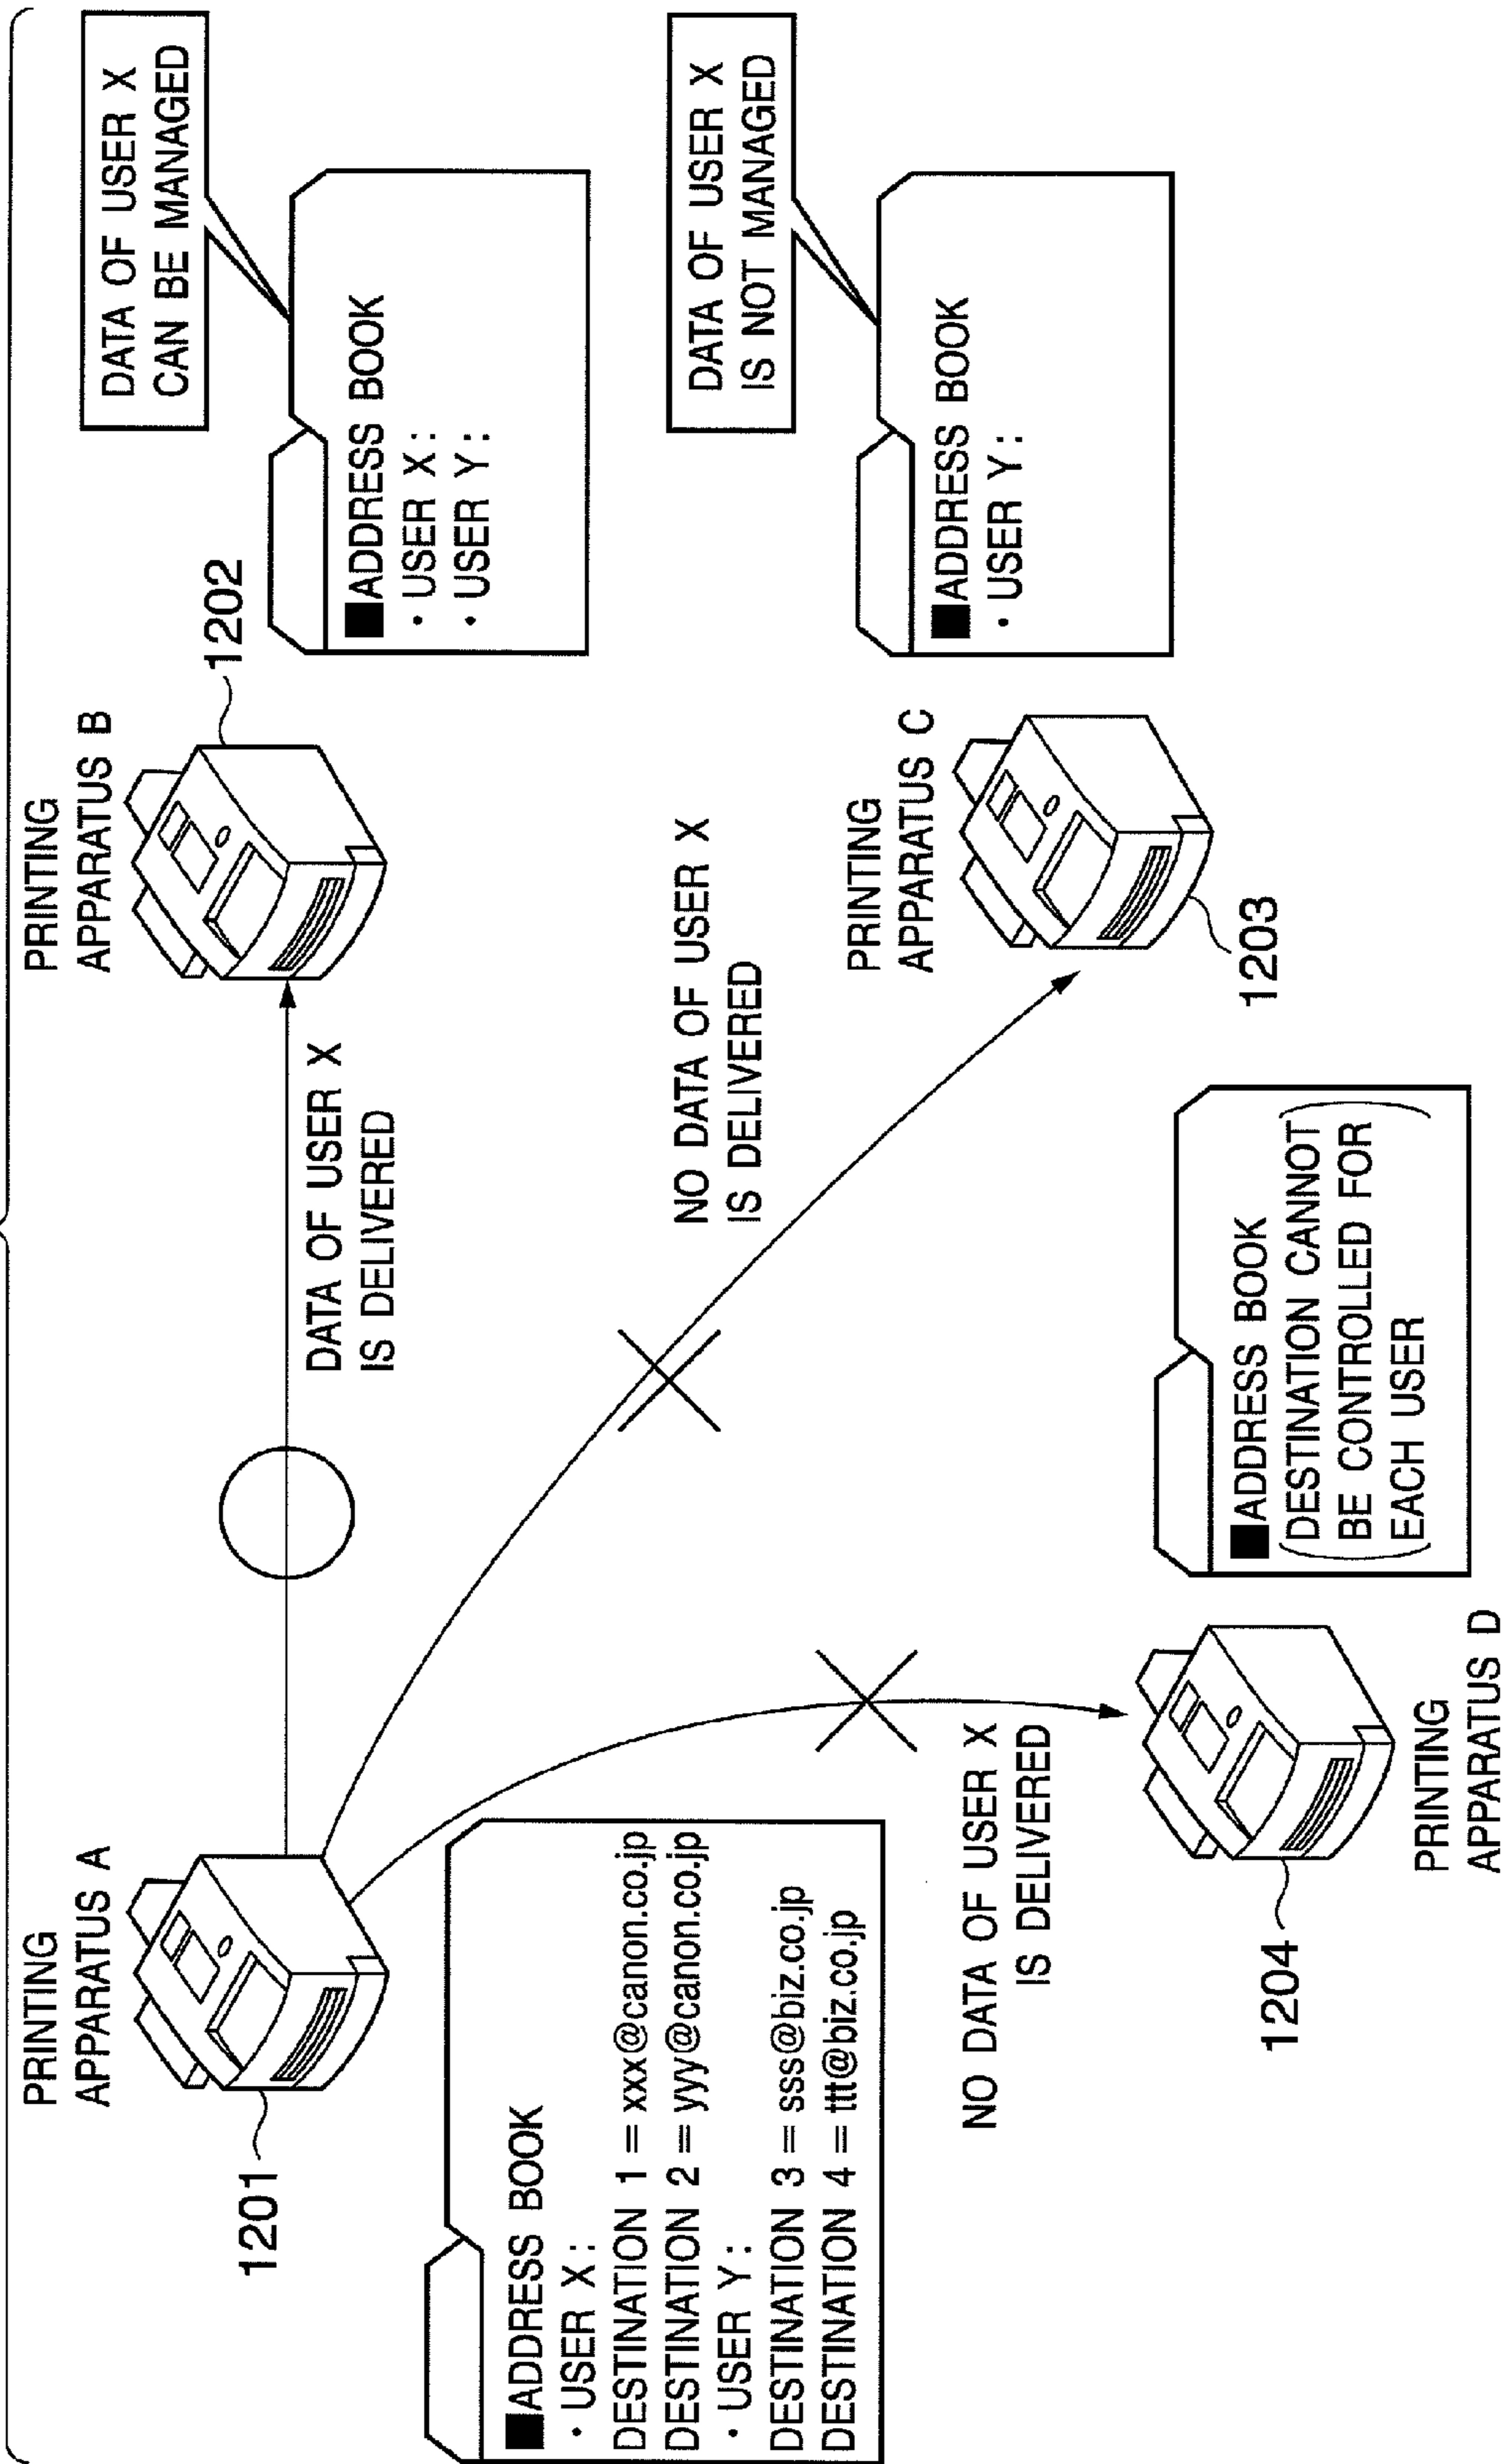 PRINTING
APPARATUS A
1201
■ADDRESS BOOK
・USER X :
DESTINATION 1 = xxx@canon.co.jp
DESTINATION 2 = yyy@canon.co.jp
・USER Y :
DESTINATION 3 = sss@biz.co.jp
DESTINATION 4 = ttt@biz.co.jp
DATA OF USER X
IS DELIVERED
PRINTING
APPARATUS B
1202
DATA OF USER X
CAN BE MANAGED
■ADDRESS BOOK
・USER X :
・USER Y :
NO DATA OF USER X
IS DELIVERED
PRINTING
APPARATUS C
1203
DATA OF USER X
IS NOT MANAGED
■ADDRESS BOOK
・USER Y :
NO DATA OF USER X
IS DELIVERED
1204
PRINTING
APPARATUS D
■ADDRESS BOOK
(DESTINATION CANNOT
BE CONTROLLED FOR
EACH USER)